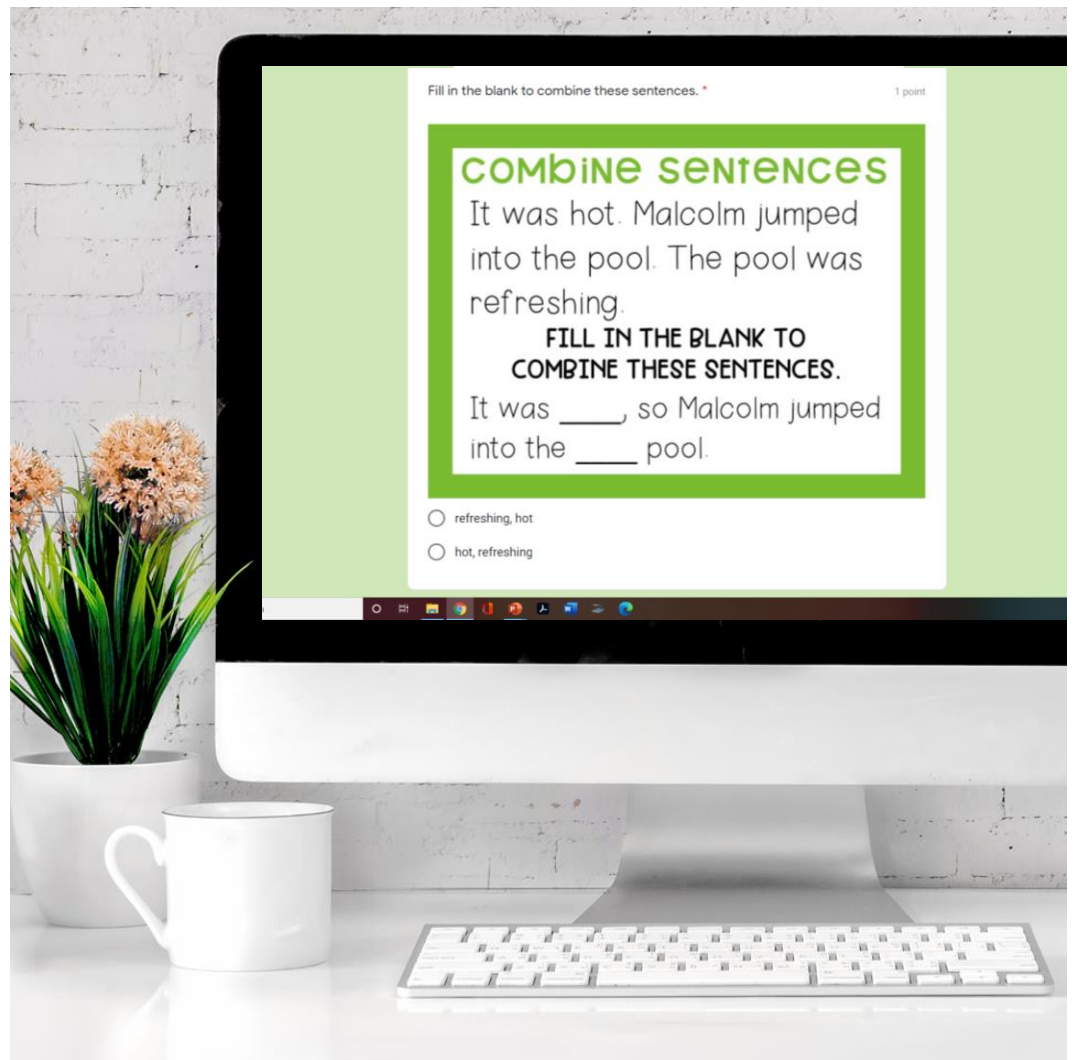 Fill in the blank to combine these sentences. *
1 point
COMBINE SENTENCES
It was hot. Malcolm jumped
into the pool. The pool was
refreshing.
FILL IN THE BLANK TO
COMBINE THESE SENTENCES.
It was ____, so Malcolm jumped
into the ____ pool.
refreshing, hot
hot, refreshing